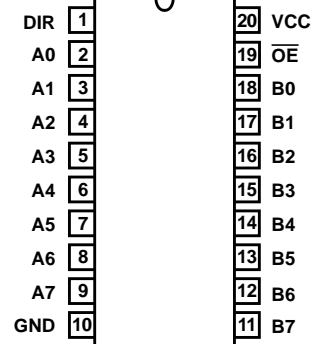 DIR 1 20 VCC
A0 2 19 OE
A1 3 18 B0
A2 4 17 B1
A3 5 16 B2
A4 6 15 B3
A5 7 14 B4
A6 8 13 B5
A7 9 12 B6
GND 10 11 B7